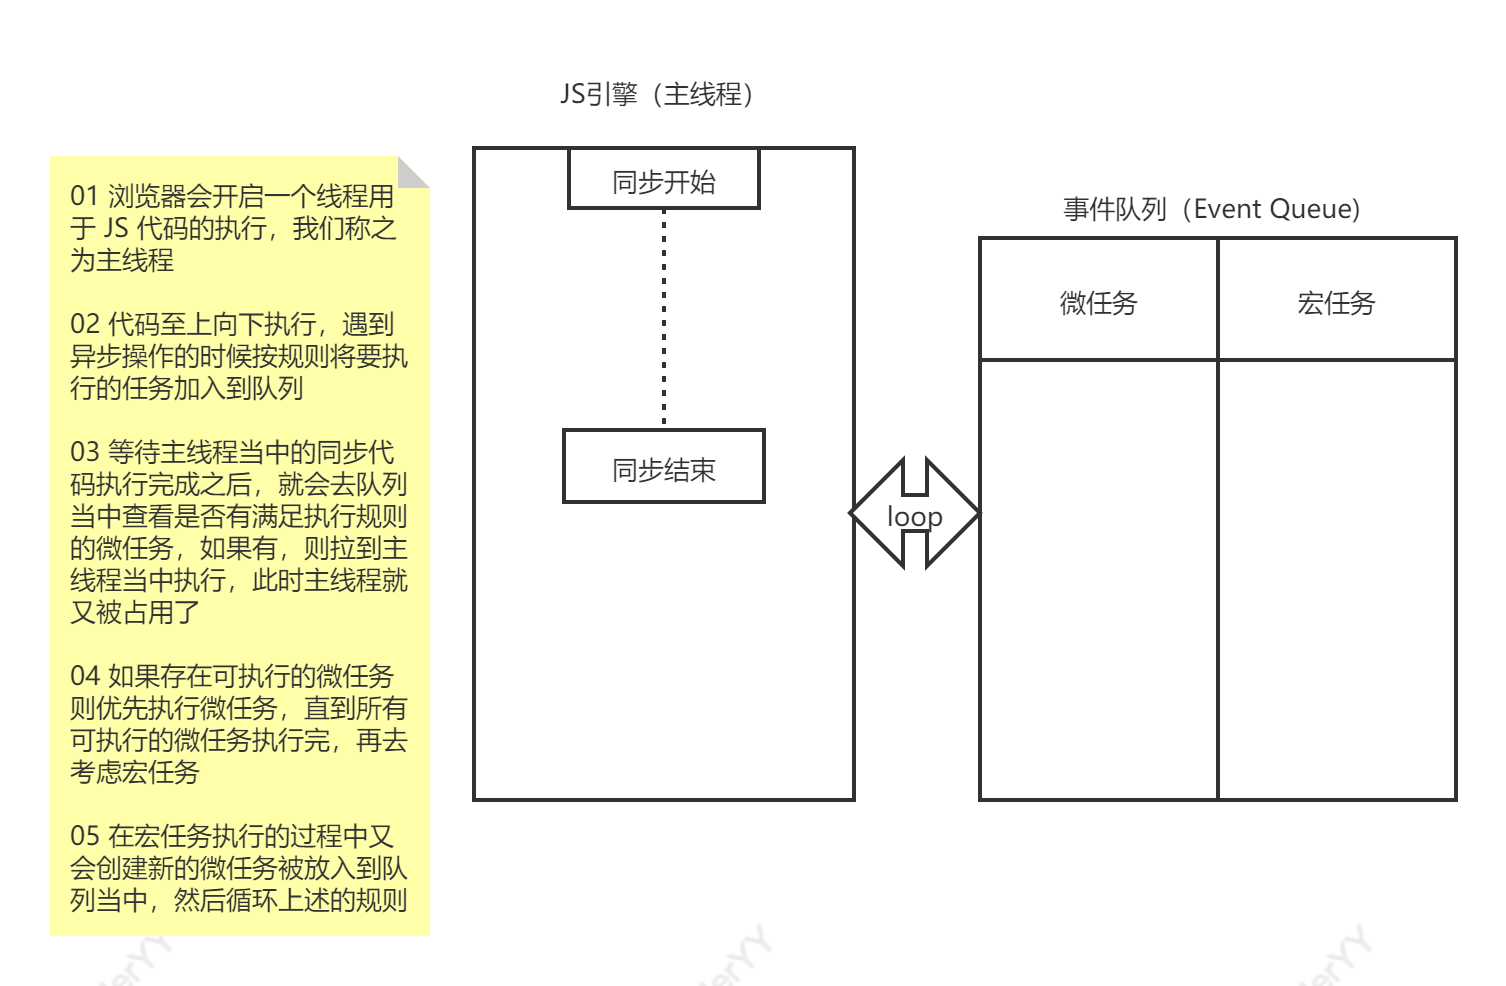 JS引擎（主线程）
01 浏览器会开启一个线程用
于 JS 代码的执行，我们称之
为主线程
02 代码至上向下执行，遇到
异步操作的时候按规则将要执
行的任务加入到队列
03 等待主线程当中的同步代
码执行完成之后，就会去队列
当中查看是否有满足执行规则
的微任务，如果有，则拉到主
线程当中执行，此时主线程就
又被占用了
04 如果存在可执行的微任务
则优先执行微任务，直到所有
可执行的微任务执行完，再去
考虑宏任务
05 在宏任务执行的过程中又
会创建新的微任务被放入到队
列当中，然后循环上述的规则
同步开始
同步结束
loop
事件队列（Event Queue)
微任务
宏任务